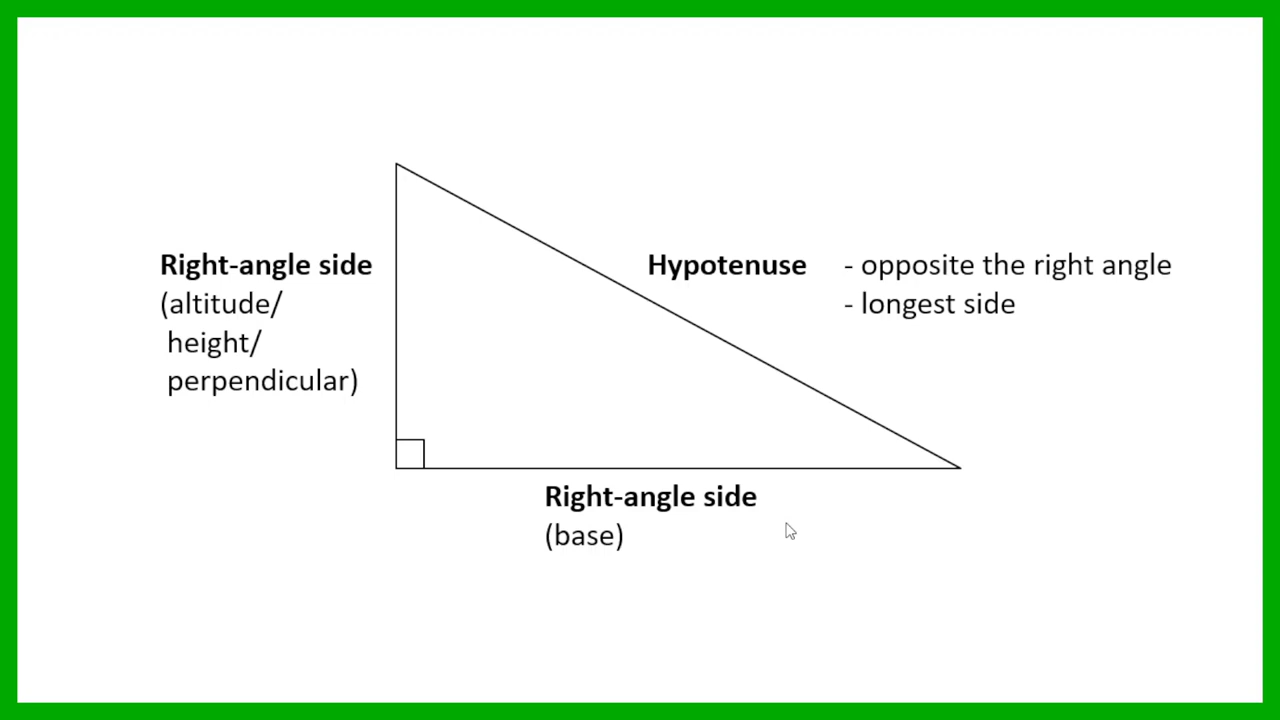 Right-angle side
(altitude/
height/
perpendicular)
Hypotenuse
- opposite the right angle
- longest side
Right-angle side
(base)